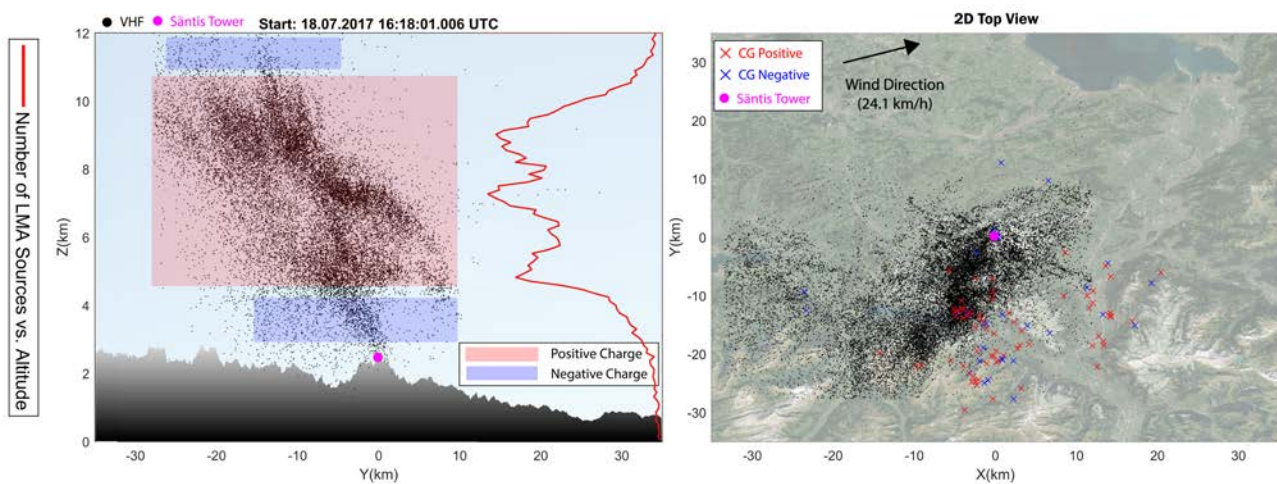 VHF Säntis Tower Start: 18.07.2017 16:18:01.006 UTC
Number of LMA Sources vs. Altitude
12
10
8
6
4
2
0
Z(km)
Positive Charge
Negative Charge
-30 -20 -10 0 10 20 30
Y(km)
2D Top View
CG Positive
CG Negative
Säntis Tower
Wind Direction
(24.1 km/h)
30
20
10
0
-10
-20
-30
Y(km)
-30 -20 -10 0 10 20 30
X(km)